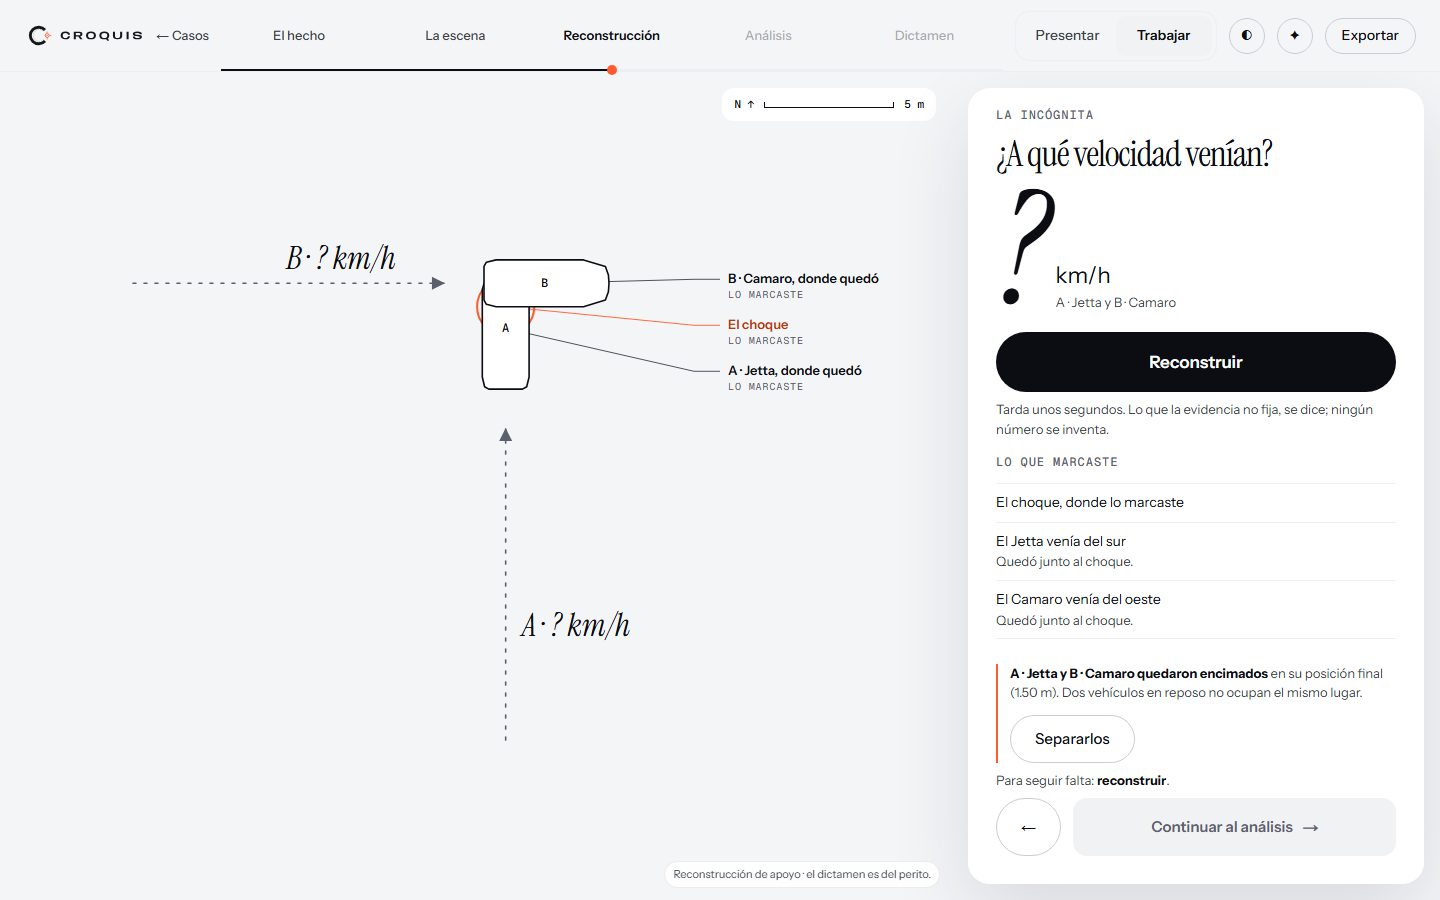 CROQUIS
← Casos
El hecho
La escena
Reconstrucción
Análisis
Dictamen
Presentar
Trabajar
Exportar
N ↑ 5 m
B · ? km/h
B
A
B · Camaro, donde quedó
LO MARCASTE
El choque
LO MARCASTE
A · Jetta, donde quedó
LO MARCASTE
A · ? km/h
Reconstrucción de apoyo · el dictamen es del perito.
LA INCÓGNITA
¿A qué velocidad venían?
? km/h
A · Jetta y B · Camaro
Reconstruir
Tarda unos segundos. Lo que la evidencia no fija, se dice; ningún
número se inventa.
LO QUE MARCASTE
El choque, donde lo marcaste
El Jetta venía del sur
Quedó junto al choque.
El Camaro venía del oeste
Quedó junto al choque.
A · Jetta y B · Camaro quedaron encimados en su posición final
(1.50 m). Dos vehículos en reposo no ocupan el mismo lugar.
Separarlos
Para seguir falta: reconstruir.
←
Continuar al análisis →